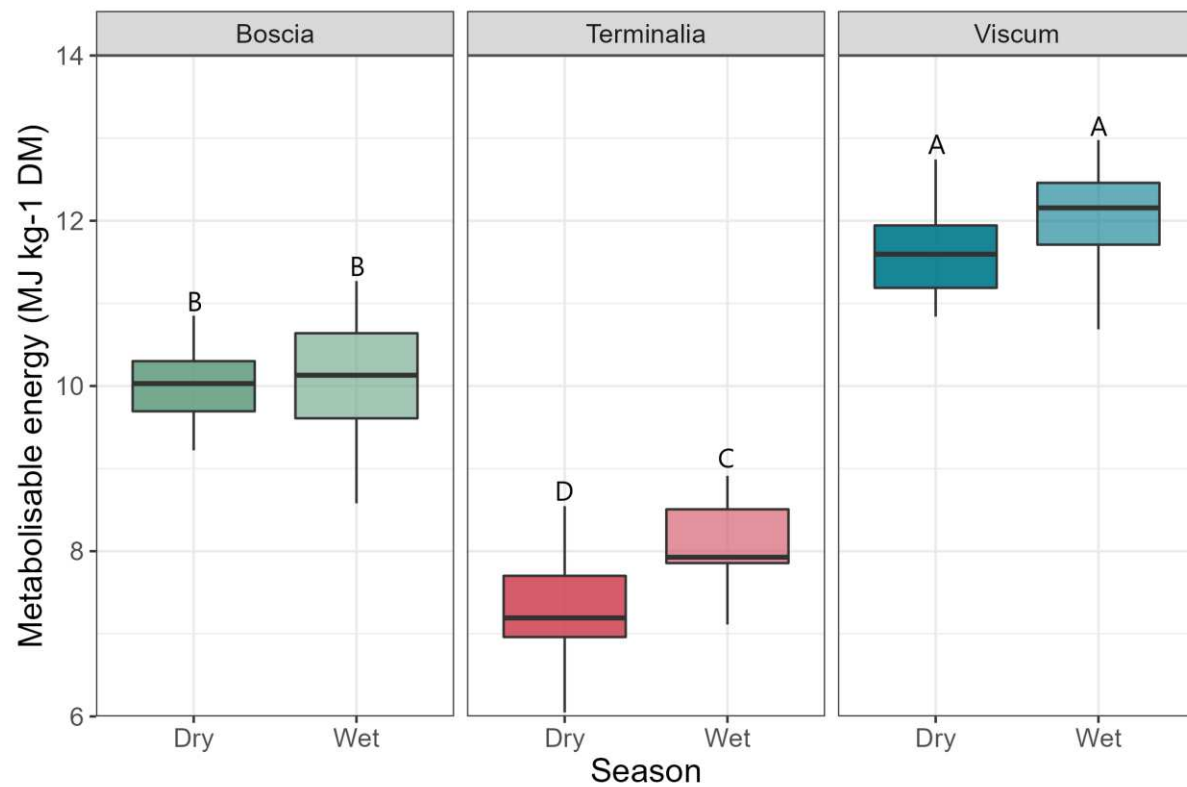 Boscia Terminalia Viscum
Metabolisable energy (MJ kg-1 DM)
14
12
10
8
6
B B
D C
A A
Dry Wet Dry Wet Dry Wet
Season